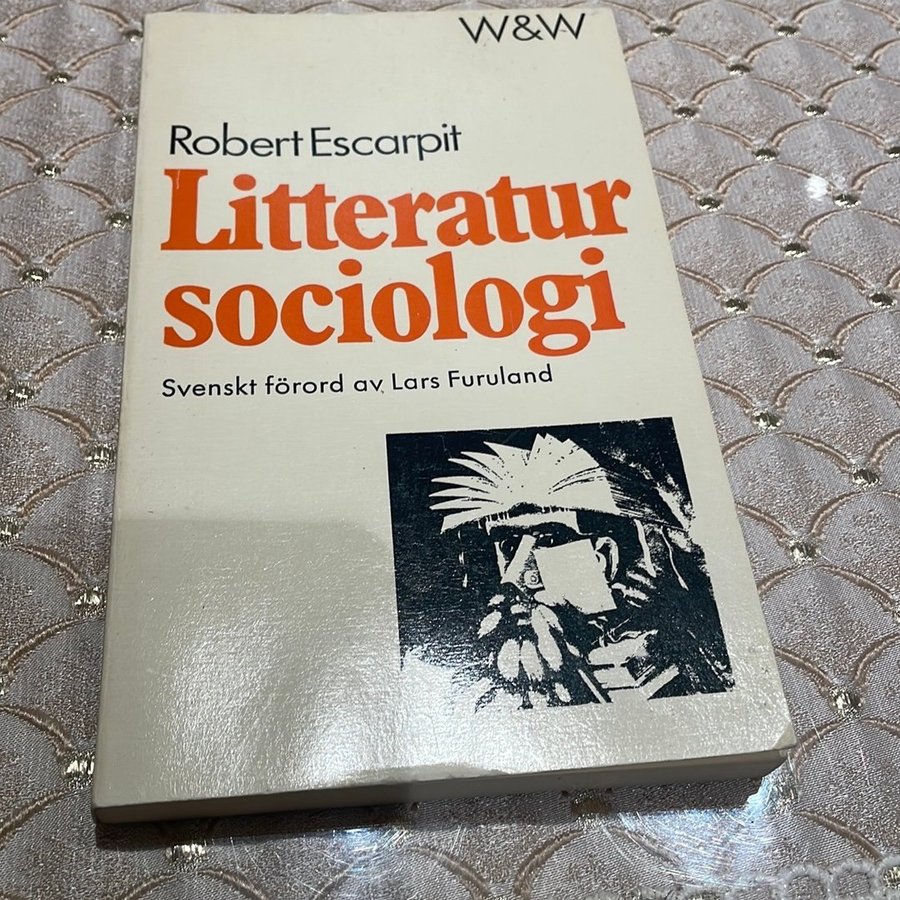 W&W
Robert Escarpit
Litteratur
sociologi
Svenskt förord av Lars Furuland